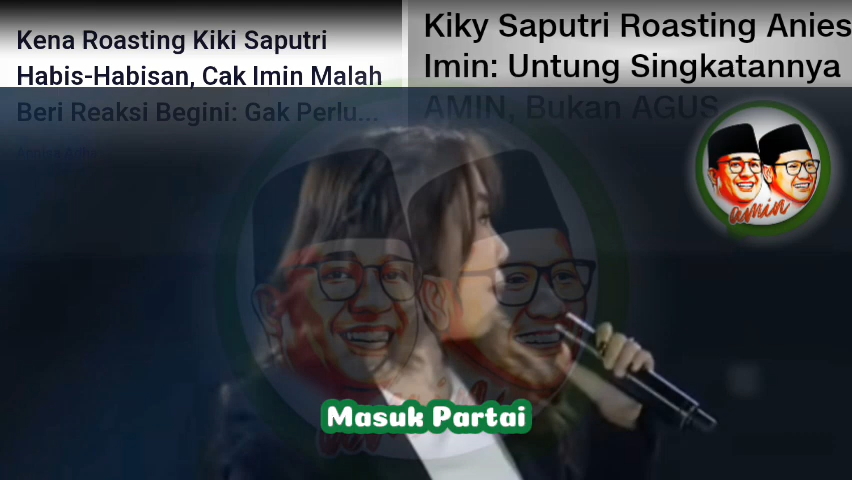 Kena Roasting Kiki Saputri
Habis-Habisan, Cak Imin Malah
Beri Reaksi Begini: Gak Perlu...
Kiky Saputri Roasting Anies
Imin: Untung Singkatannya
AMIN, Bukan AGUS
amin
Masuk Partai